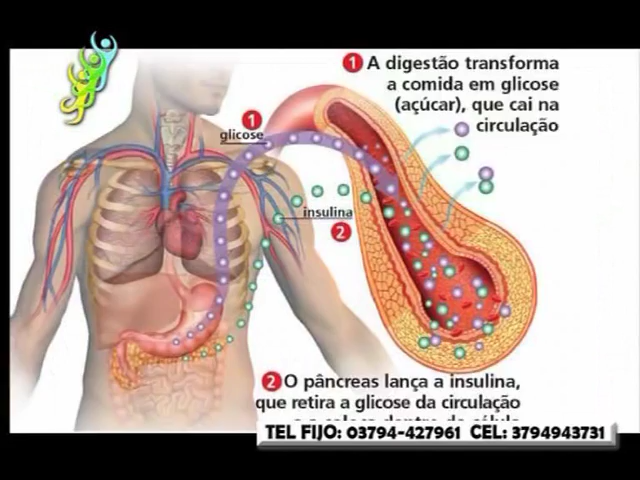 1 A digestão transforma
a comida em glicose
(açúcar), que cai na
circulação
1
glicose
insulina
2
2 O pâncreas lança a insulina,
que retira a glicose da circulação
TEL FIJO: 03794-427961 CEL: 3794943731